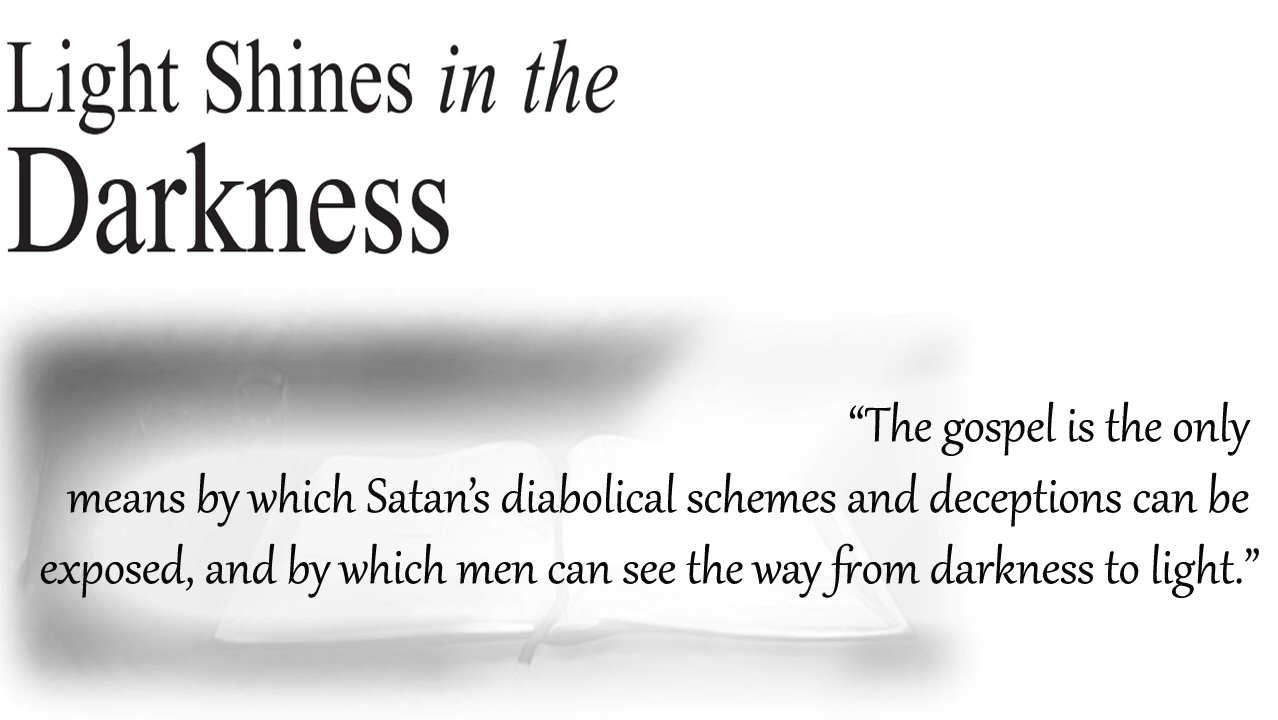 Light Shines in the
Darkness
“The gospel is the only
means by which Satan’s diabolical schemes and deceptions can be
exposed, and by which men can see the way from darkness to light.”